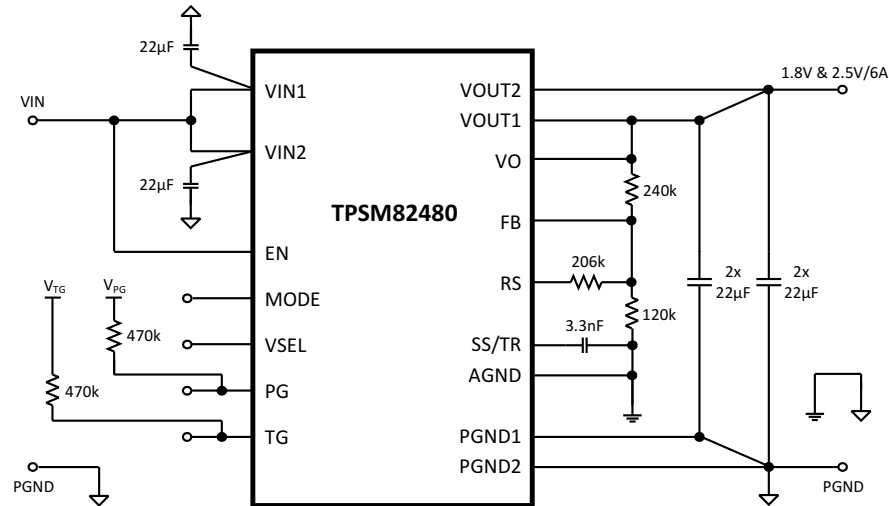 22µF
VIN
22µF
V_TG
V_PG
470k
470k
PGND
VIN1
VIN2
EN
MODE
VSEL
PG
TG
TPSM82480
VOUT2
VOUT1
VO
FB
RS
SS/TR
AGND
PGND1
PGND2
1.8V & 2.5V/6A
240k
206k
120k
3.3nF
2x
22µF
2x
22µF
PGND